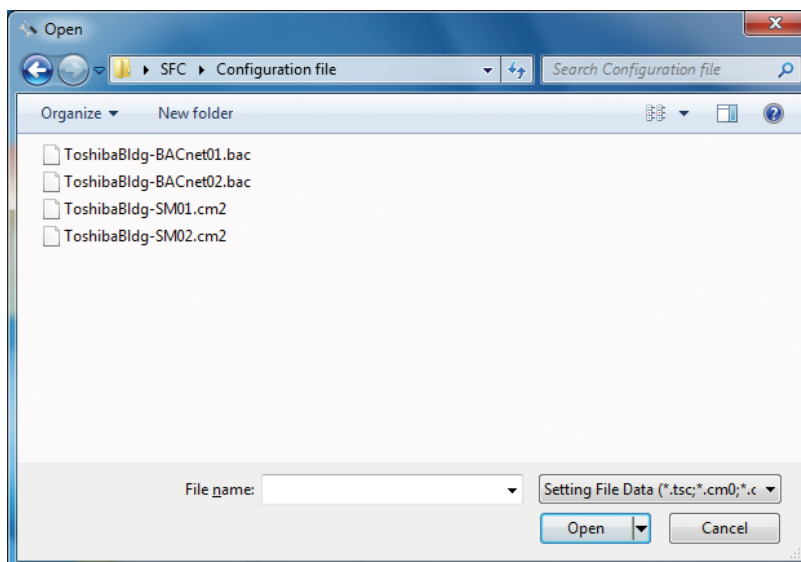 Open
SFC Configuration file
Search Configuration file
Organize New folder
ToshibaBldg-BACnet01.bac
ToshibaBldg-BACnet02.bac
ToshibaBldg-SM01.cm2
ToshibaBldg-SM02.cm2
File name: Setting File Data (*.tsc;*.cm0;*.c
Open Cancel